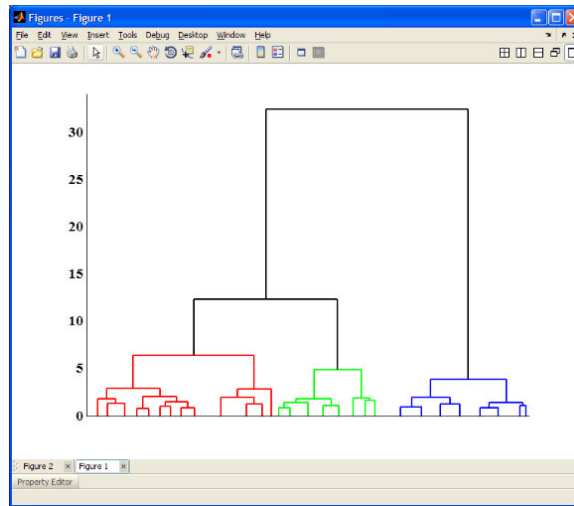 Figures - Figure 1
File Edit View Insert Tools Debug Desktop Window Help
30
25
20
15
10
5
0
Figure 2 Figure 1
Property Editor